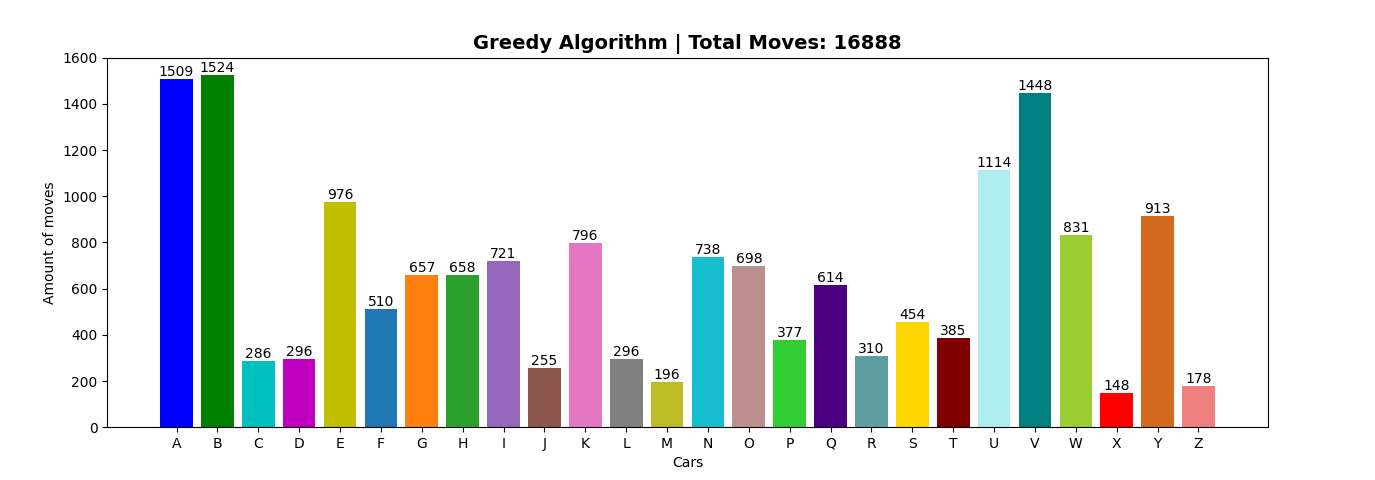 Greedy Algorithm | Total Moves: 16888
1600
1400
1200
1000
800
600
400
200
0
Amount of moves
1509 1524 286 296 976 510 657 658 721 255 796 296 196 738 698 377 614 310 454 385 1114 1448 831 148 913 178
A B C D E F G H I J K L M N O P Q R S T U V W X Y Z
Cars